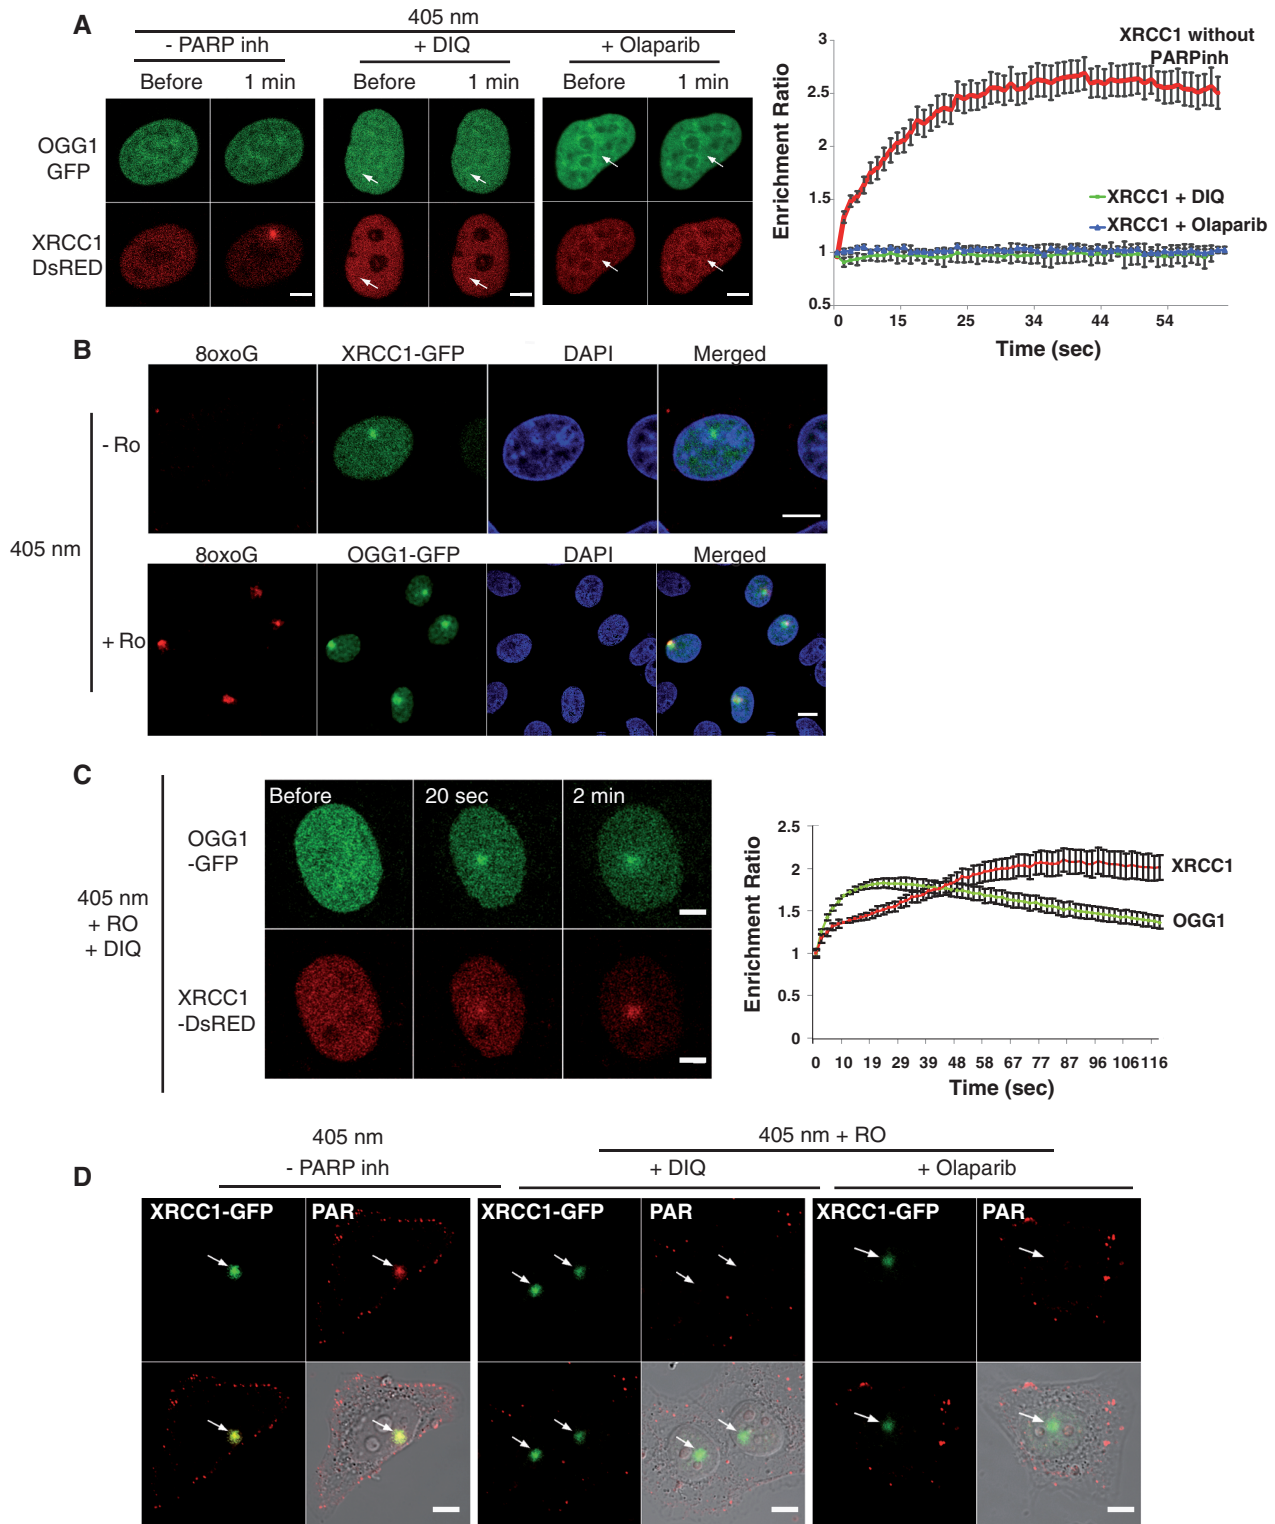 A
405 nm
- PARP inh
+ DIQ
+ Olaparib
Before
1 min
Before
1 min
Before
1 min
OGG1
GFP
XRCC1
DsRED
3
2.5
2
1.5
1
0.5
Enrichment Ratio
XRCC1 without
PARPinh
XRCC1 + DIQ
XRCC1 + Olaparib
0
15
25
34
44
54
Time (sec)
B
8oxoG
XRCC1-GFP
DAPI
Merged
- Ro
405 nm
8oxoG
OGG1-GFP
DAPI
Merged
+ Ro
C
405 nm
+ RO
+ DIQ
Before
20 sec
2 min
OGG1
-GFP
XRCC1
-DsRED
2.5
2
1.5
1
0.5
0
Enrichment Ratio
XRCC1
OGG1
0 10 19 29 39 48 58 67 77 87 96 106 116
Time (sec)
D
405 nm
- PARP inh
405 nm + RO
+ DIQ
+ Olaparib
XRCC1-GFP
PAR
XRCC1-GFP
PAR
XRCC1-GFP
PAR